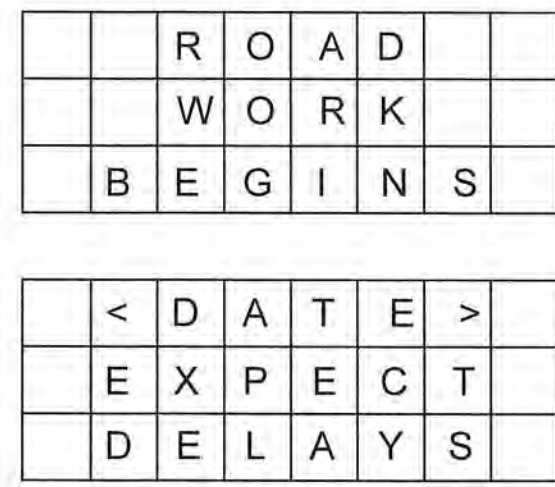 ROAD
WORK
BEGINS
<DATE>
EXPECT
DELAYS